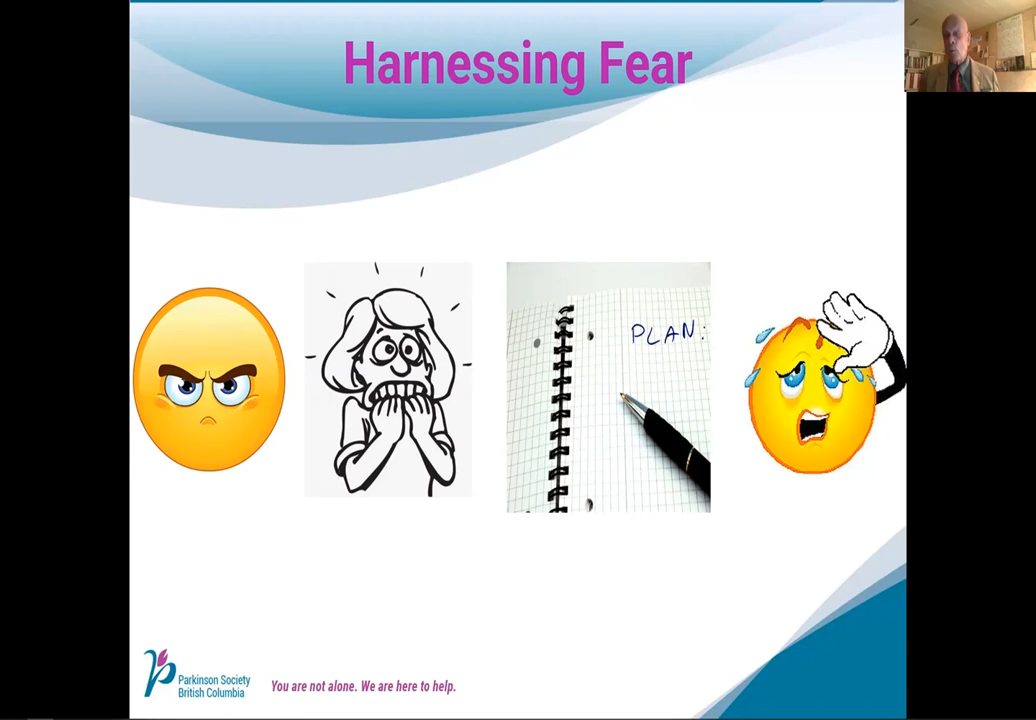 Harnessing Fear
PLAN:
Parkinson Society
British Columbia
You are not alone. We are here to help.